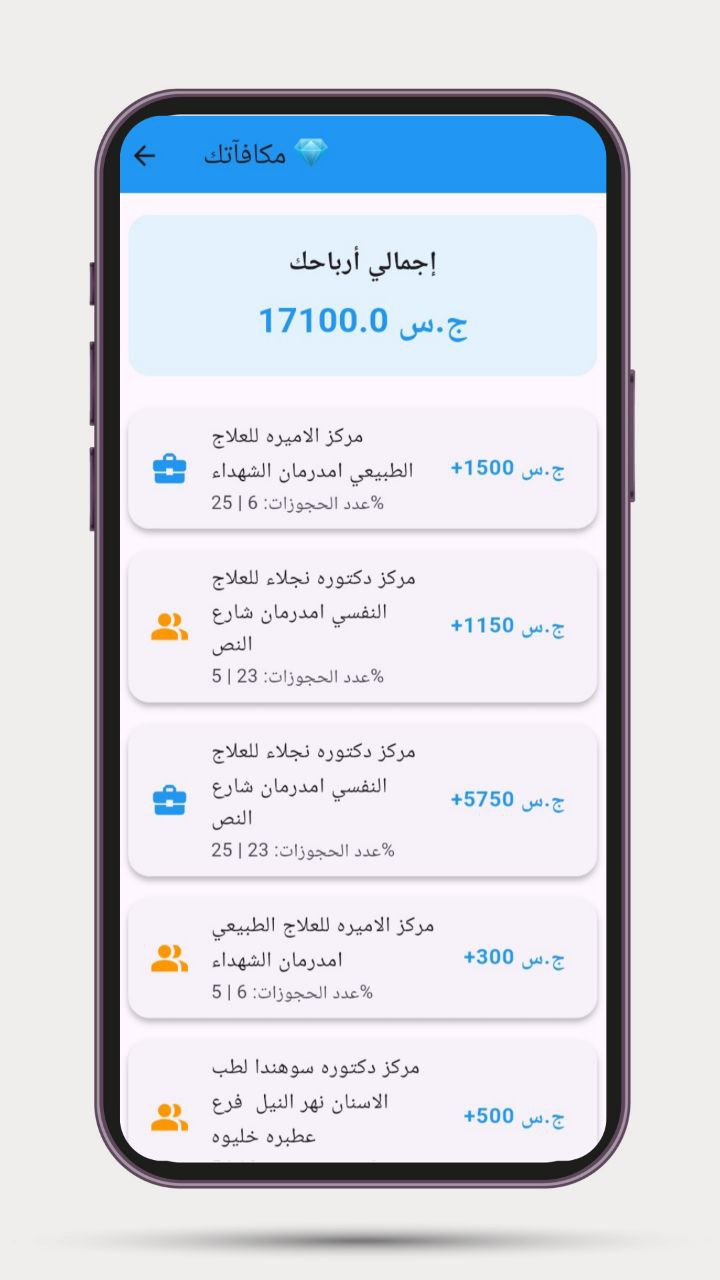 مكافآتك 💎
إجمالي أرباحك
ج.س 17100.0
مركز الاميره للعلاج
الطبيعي امدرمان الشهداء
%عدد الحجوزات: 6 | 25
ج.س 1500+
مركز دكتوره نجلاء للعلاج
النفسي امدرمان شارع
النص
%عدد الحجوزات: 23 | 5
ج.س 1150+
مركز دكتوره نجلاء للعلاج
النفسي امدرمان شارع
النص
%عدد الحجوزات: 23 | 25
ج.س 5750+
مركز الاميره للعلاج الطبيعي
امدرمان الشهداء
%عدد الحجوزات: 6 | 5
ج.س 300+
مركز دكتوره سوهندا لطب
الاسنان نهر النيل فرع
عطبره خليوه
ج.س 500+